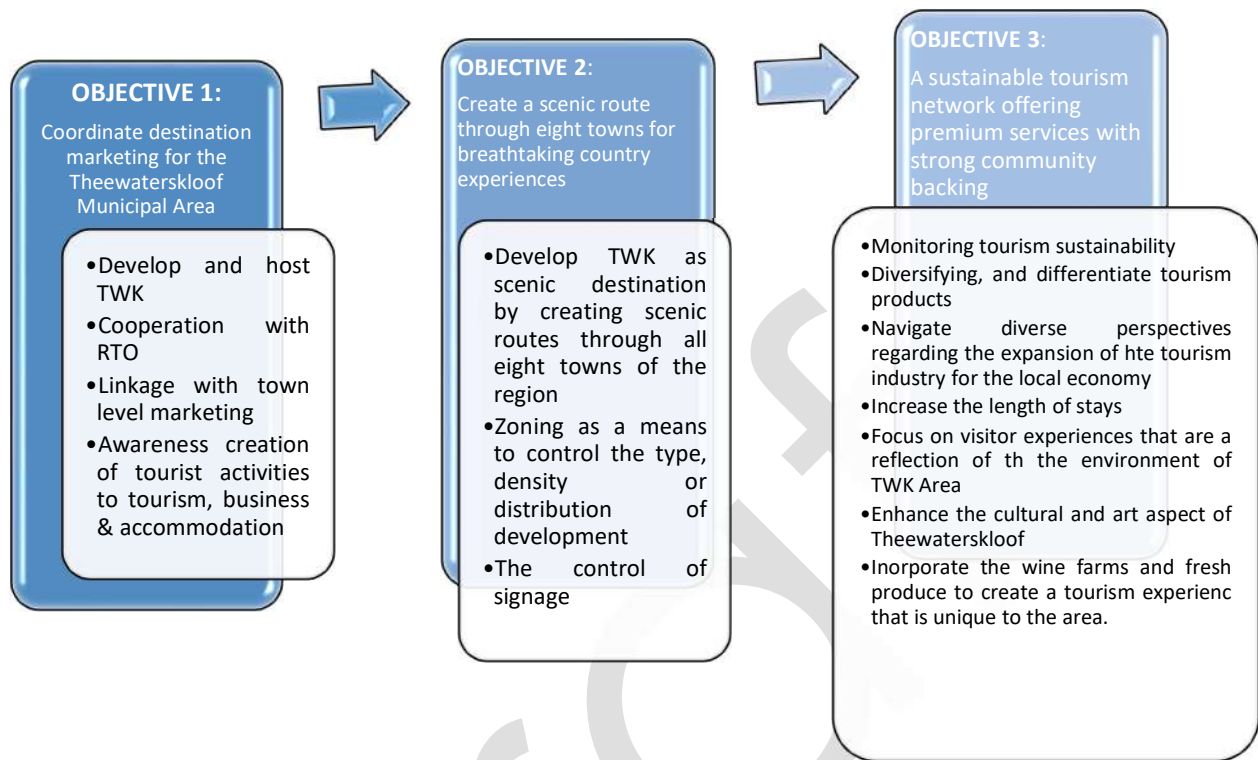 OBJECTIVE 1:
Coordinate destination
marketing for the
Theewaterskloof
Municipal Area
•Develop and host
TWK
•Cooperation with
RTO
•Linkage with town
level marketing
•Awareness creation
of tourist activities
to tourism, business
& accommodation
OBJECTIVE 2:
Create a scenic route
through eight towns for
breathtaking country
experiences
•Develop TWK as
scenic destination
by creating scenic
routes through all
eight towns of the
region
•Zoning as a means
to control the type,
density or
distribution of
development
•The control of
signage
OBJECTIVE 3:
A sustainable tourism
network offering
premium services with
strong community
backing
•Monitoring tourism sustainability
•Diversifying, and differentiate tourism
products
•Navigate diverse perspectives
regarding the expansion of hte tourism
industry for the local economy
•Increase the length of stays
•Focus on visitor experiences that are a
reflection of th the environment of
TWK Area
•Enhance the cultural and art aspect of
Theewaterskloof
•Inorporate the wine farms and fresh
produce to create a tourism experienc
that is unique to the area.